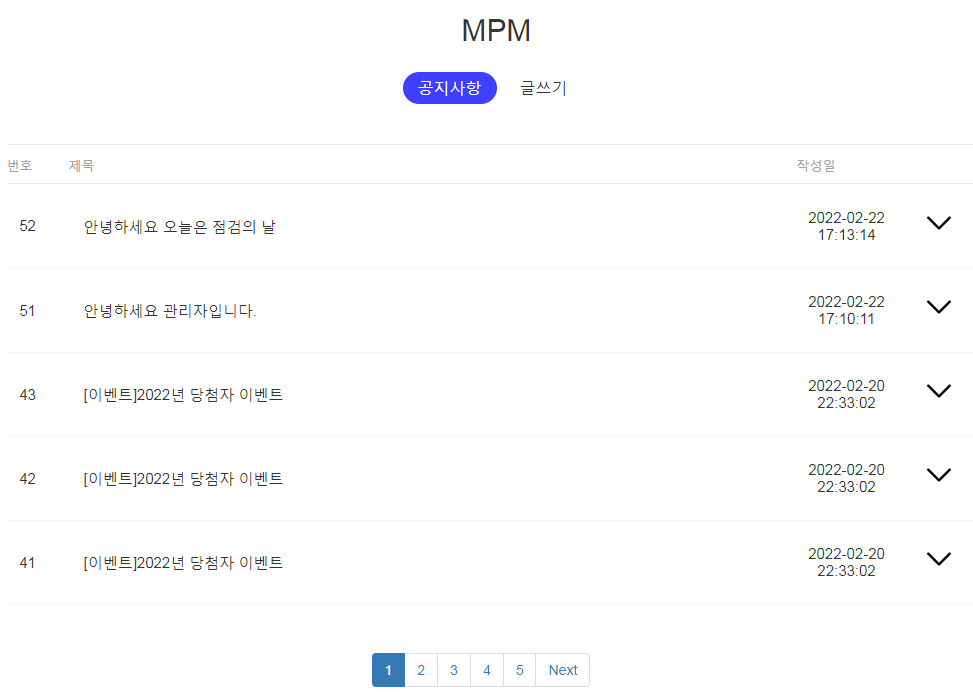 MPM
공지사항 글쓰기
번호 제목 작성일
52 안녕하세요 오늘은 점검의 날 2022-02-22
17:13:14
51 안녕하세요 관리자입니다. 2022-02-22
17:10:11
43 [이벤트]2022년 당첨자 이벤트 2022-02-20
22:33:02
42 [이벤트]2022년 당첨자 이벤트 2022-02-20
22:33:02
41 [이벤트]2022년 당첨자 이벤트 2022-02-20
22:33:02
1 2 3 4 5 Next